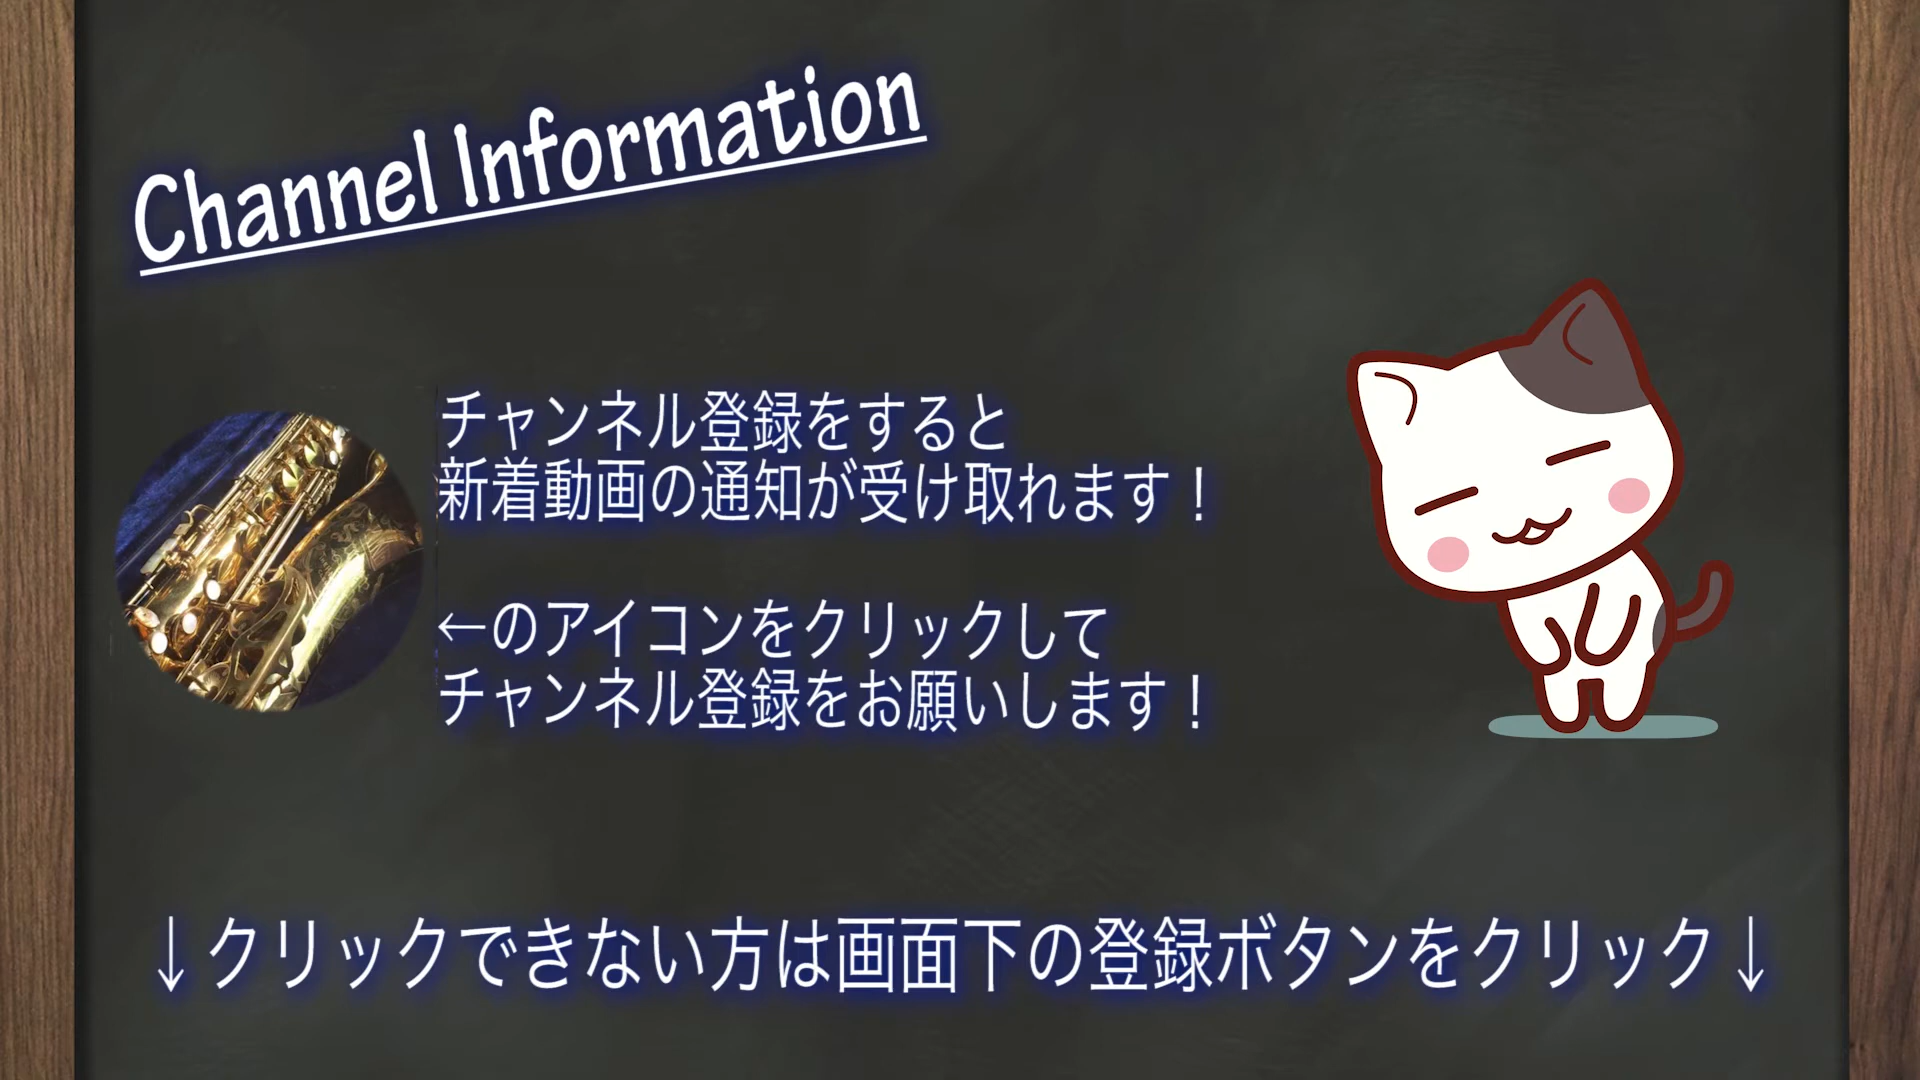 Channel Information
チャンネル登録をすると
新着動画の通知が受け取れます！
←のアイコンをクリックして
チャンネル登録をお願いします！
↓クリックできない方は画面下の登録ボタンをクリック↓